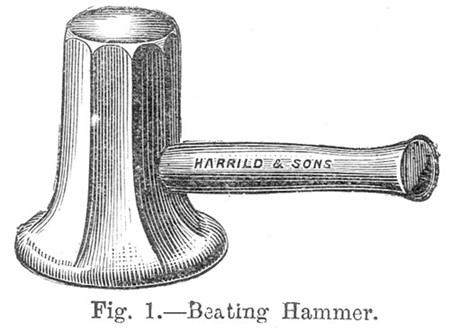 HARRILD & SONS
Fig. 1.—Beating Hammer.